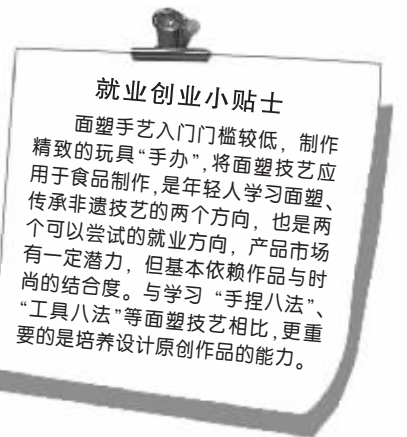 就业创业小贴士
面塑手艺入门门槛较低，制作
精致的玩具“手办”,将面塑技艺应
用于食品制作,是年轻人学习面塑、
传承非遗技艺的两个方向，也是两
个可以尝试的就业方向，产品市场
有一定潜力，但基本依赖作品与时
尚的结合度。与学习“手捏八法”、
“工具八法”等面塑技艺相比,更重
要的是培养设计原创作品的能力。